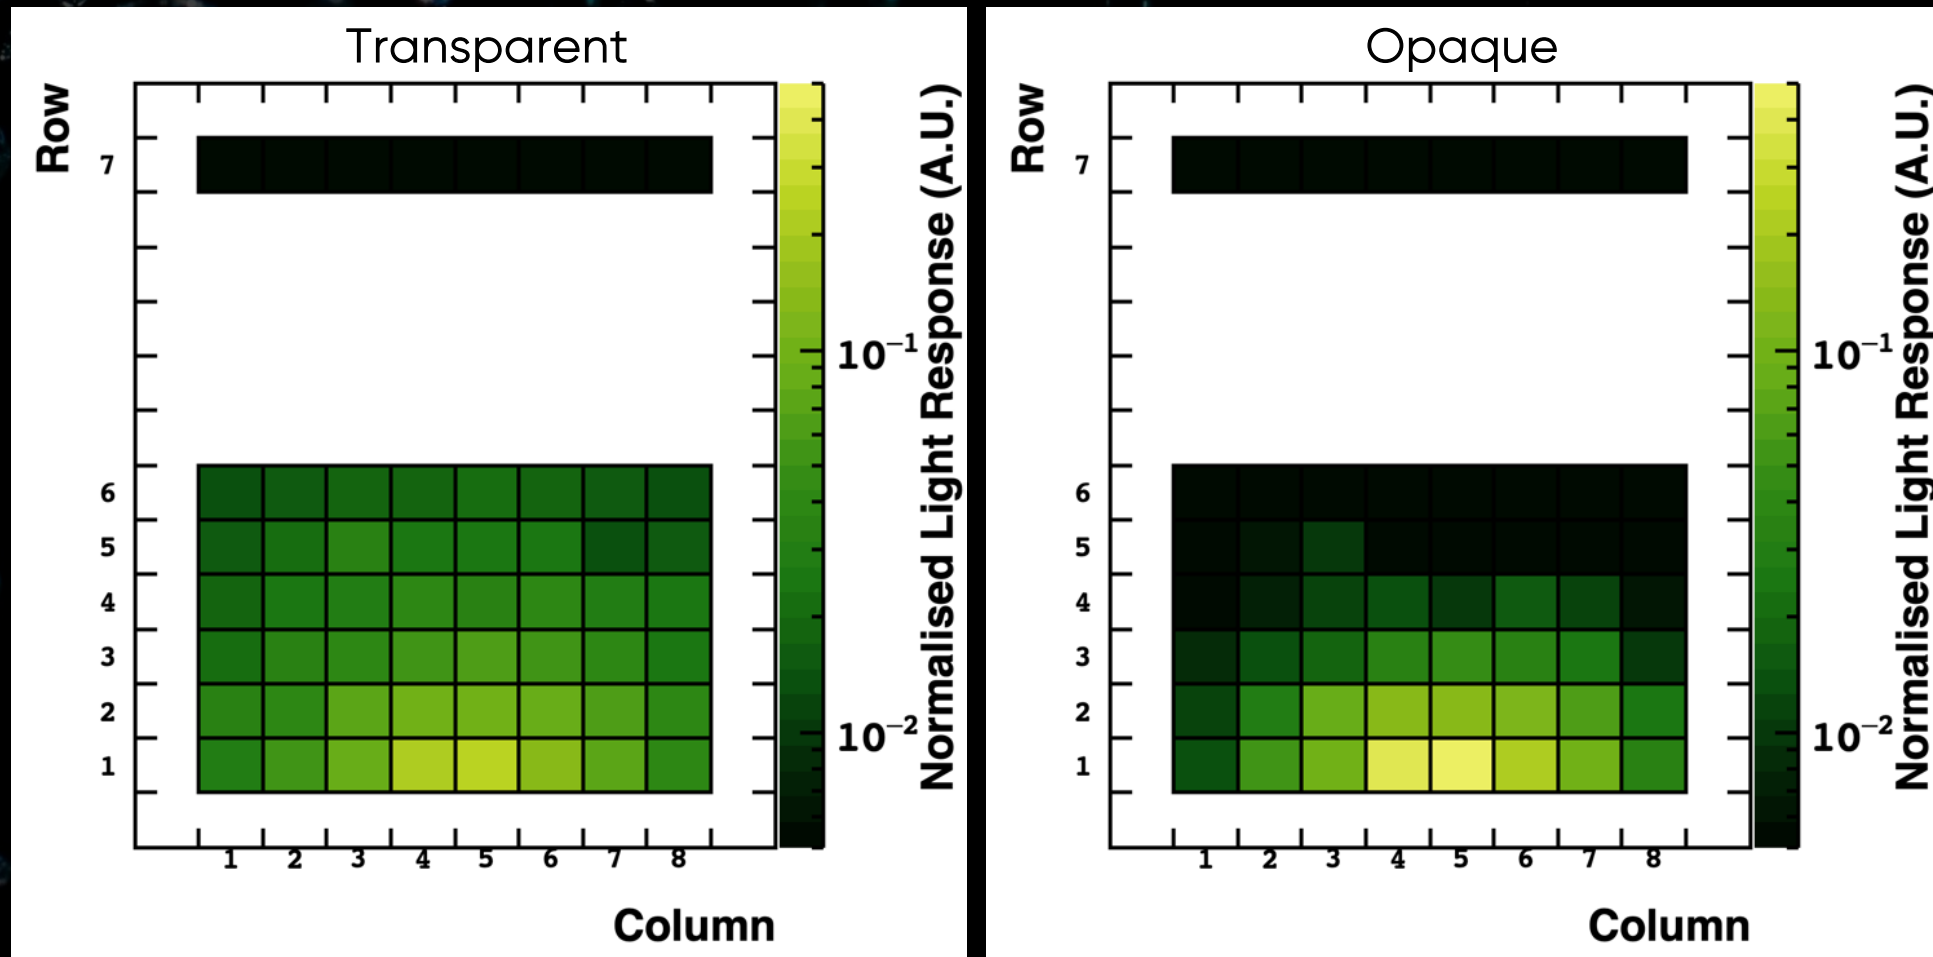 Transparent
Row
7
6
5
4
3
2
1
1 2 3 4 5 6 7 8
Column
10⁻¹
10⁻²
Normalised Light Response (A.U.)
Opaque
Row
7
6
5
4
3
2
1
1 2 3 4 5 6 7 8
Column
10⁻¹
10⁻²
Normalised Light Response (A.U.)